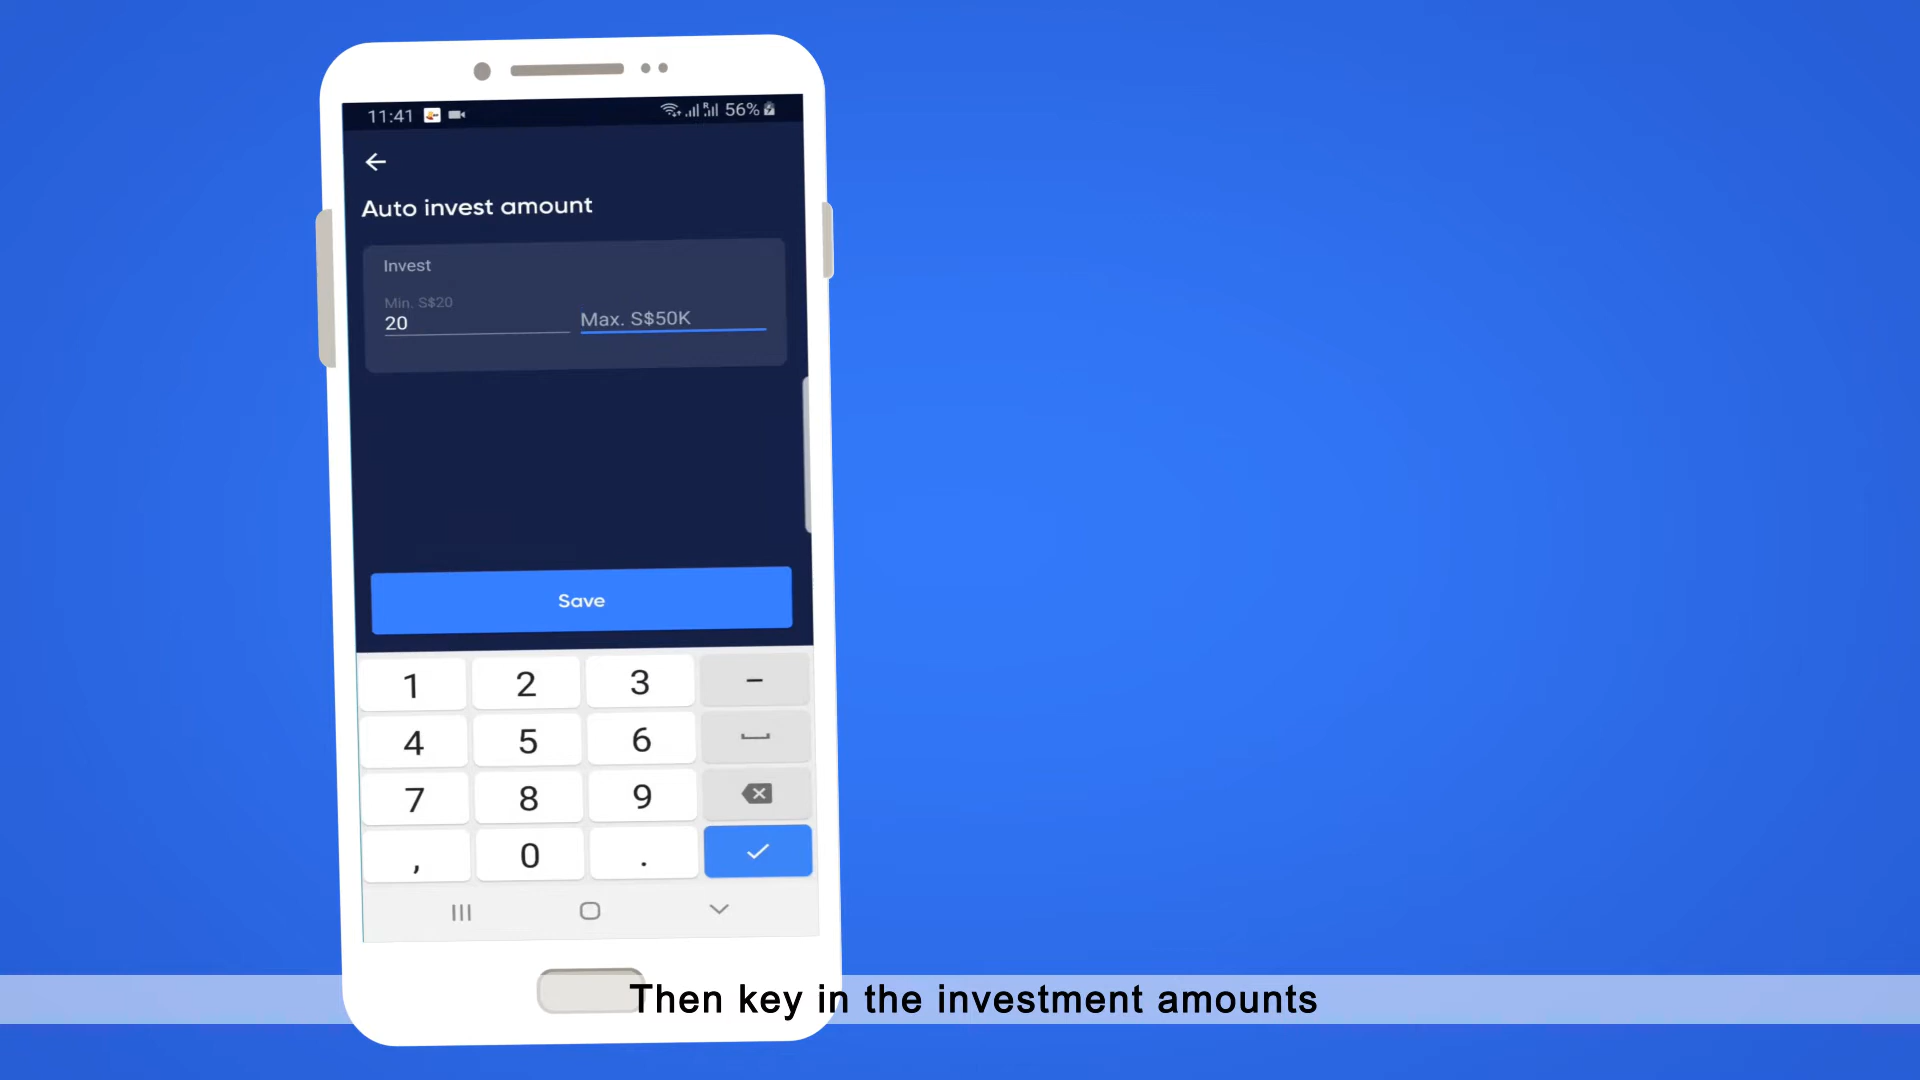 11:41
56%
Auto invest amount
Invest
Min. S$20
20
Max. S$50K
Save
1 2 3 –
4 5 6
7 8 9
, 0 .
Then key in the investment amounts